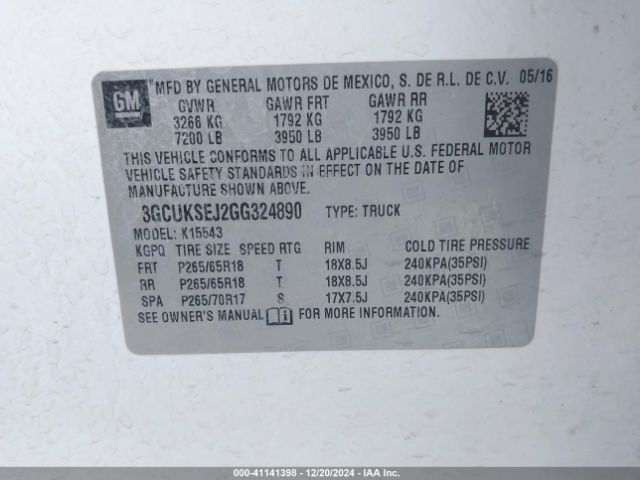 GM
"MFD BY GENERAL MOTORS DE MEXICO, S. DE R.L. DE C.V. 05/16
GVWR GAWR FRT GAWR RR
3266 KG 1792 KG 1792 KG
7200 LB 3950 LB 3950 LB
THIS VEHICLE CONFORMS TO ALL APPLICABLE U.S. FEDERAL MOTOR
VEHICLE SAFETY STANDARDS IN EFFECT ON THE DATE OF
MANUFACTURE SHOWN ABOVE.
3GCUKSEJ2GG324890 TYPE: TRUCK
MODEL: K15543
KGPQ TIRE SIZE SPEED RTG RIM COLD TIRE PRESSURE
FRT P265/65R18 T 18X8.5J 240KPA(35PSI)
RR P265/65R18 T 18X8.5J 240KPA(35PSI)
SPA P265/70R17 S 17X7.5J 240KPA(35PSI)
SEE OWNER'S MANUAL FOR MORE INFORMATION.
000-41141398 - 12/20/2024 - IAA Inc.